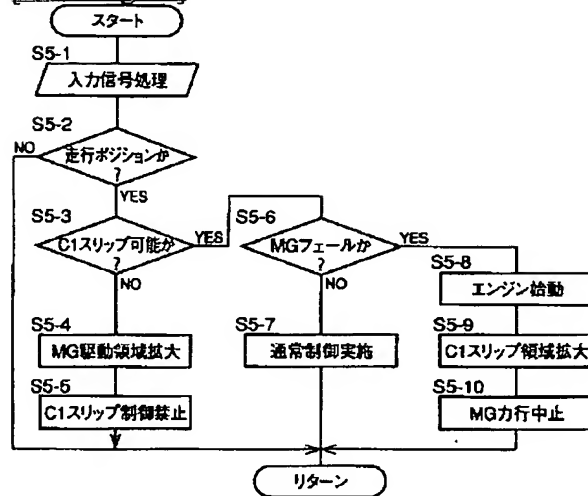 スタート
S5-1
入力信号処理
S5-2
NO
走行ポジションか
?
YES
S5-3
C1スリップ可能か
?
YES
NO
S5-4
MG駆動領域拡大
S5-5
C1スリップ制御禁止
S5-6
MGフェールか
?
YES
NO
S5-7
通常制御実施
S5-8
エンジン始動
S5-9
C1スリップ領域拡大
S5-10
MG力行中止
リターン